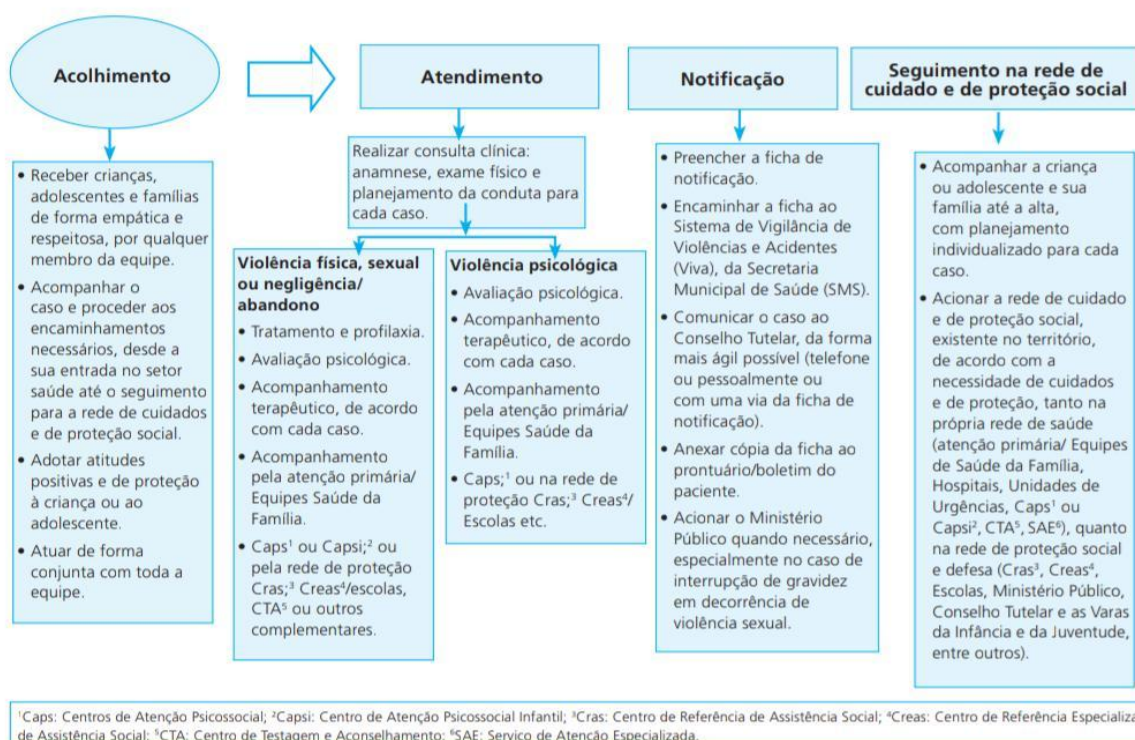 Acolhimento
Receber crianças,
adolescentes e famílias
de forma empática e
respeitosa, por qualquer
membro da equipe.
Acompanhar o
caso e proceder aos
encaminhamentos
necessários, desde a
sua entrada no setor
saúde até o seguimento
para a rede de cuidados
e de proteção social.
Adotar atitudes
positivas e de proteção
à criança ou ao
adolescente.
Atuar de forma
conjunta com toda a
equipe.
Atendimento
Realizar consulta clínica:
anamnese, exame físico e
planejamento da conduta para
cada caso.
Violência física, sexual
ou negligência/
abandono
• Tratamento e profilaxia.
• Avaliação psicológica.
• Acompanhamento
terapêutico, de acordo
com cada caso.
• Acompanhamento
pela atenção primária/
Equipes Saúde da
Família.
• Caps¹ ou Capsi;² ou
pela rede de proteção
Cras;³ Creas⁴/escolas,
CTA⁵ ou outros
complementares.
Violência psicológica
• Avaliação psicológica.
• Acompanhamento
terapêutico, de acordo
com cada caso.
• Acompanhamento
pela atenção primária/
Equipes Saúde da
Família.
• Caps;¹ ou na rede de
proteção Cras;³ Creas⁴/
Escolas etc.
Notificação
• Preencher a ficha de
notificação.
• Encaminhar a ficha ao
Sistema de Vigilância de
Violências e Acidentes
(Viva), da Secretaria
Municipal de Saúde (SMS).
• Comunicar o caso ao
Conselho Tutelar, da forma
mais ágil possível (telefone
ou pessoalmente ou
com uma via da ficha de
notificação).
• Anexar cópia da ficha ao
prontuário/boletim do
paciente.
• Acionar o Ministério
Público quando necessário,
especialmente no caso de
interrupção de gravidez
em decorrência de
violência sexual.
Seguimento na rede de
cuidado e de proteção social
• Acompanhar a criança
ou adolescente e sua
família até a alta,
com planejamento
individualizado para cada
caso.
• Acionar a rede de cuidado
e de proteção social,
existente no território,
de acordo com a
necessidade de cuidados
e de proteção, tanto na
própria rede de saúde
(atenção primária/ Equipes
de Saúde da Família,
Hospitais, Unidades de
Urgências, Caps¹ ou
Capsi², CTA⁵, SAE⁶), quanto
na rede de proteção social
e defesa (Cras³, Creas⁴,
Escolas, Ministério Público,
Conselho Tutelar e as Varas
da Infância e da Juventude,
entre outros).
¹Caps: Centros de Atenção Psicossocial; ²Capsi: Centro de Atenção Psicossocial Infantil; ³Cras: Centro de Referência de Assistência Social; ⁴Creas: Centro de Referência
de Assistência Social; ⁵CTA: Centro de Testagem e Aconselhamento; ⁶SAE: Serviço de Atenção Especializada.